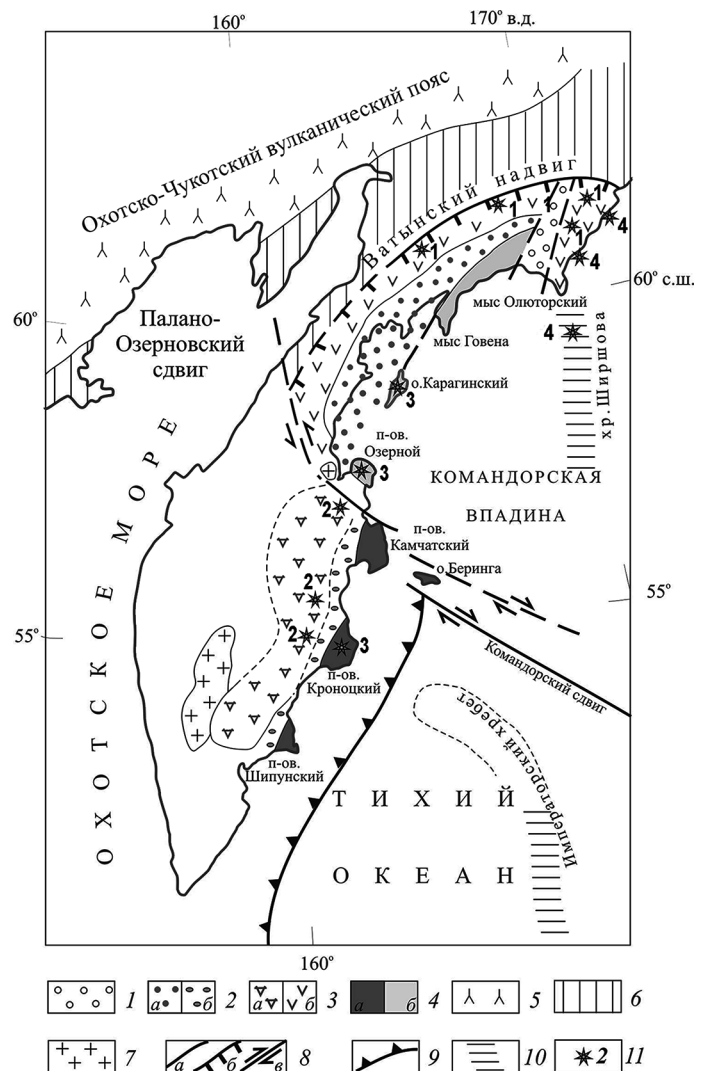 160° 170° в.д.
Охотско-Чукотский вулканический пояс
Ватынский надвиг
1
1
1
1
1
4
4
60° с.ш.
60°
Палано-
Озерновский
сдвиг
мыс Олюторский
4
мыс Говена
хр. Ширшова
о.Карагинский
3
п-ов.
Озерной
3
КОМАНДОРСКАЯ
ВПАДИНА
2
п-ов.
Камчатский
о.Беринга
2
55°
55°
2
3
п-ов.
Кроноцкий
Командорский сдвиг
ОХОТСКОЕ МОРЕ
п-ов.
Шипунский
Императорский хребет
ТИХИЙ
ОКЕАН
160°
1 а б 2 а б 3 а б 4 5 6
7 а б в 8 9 10 2 11